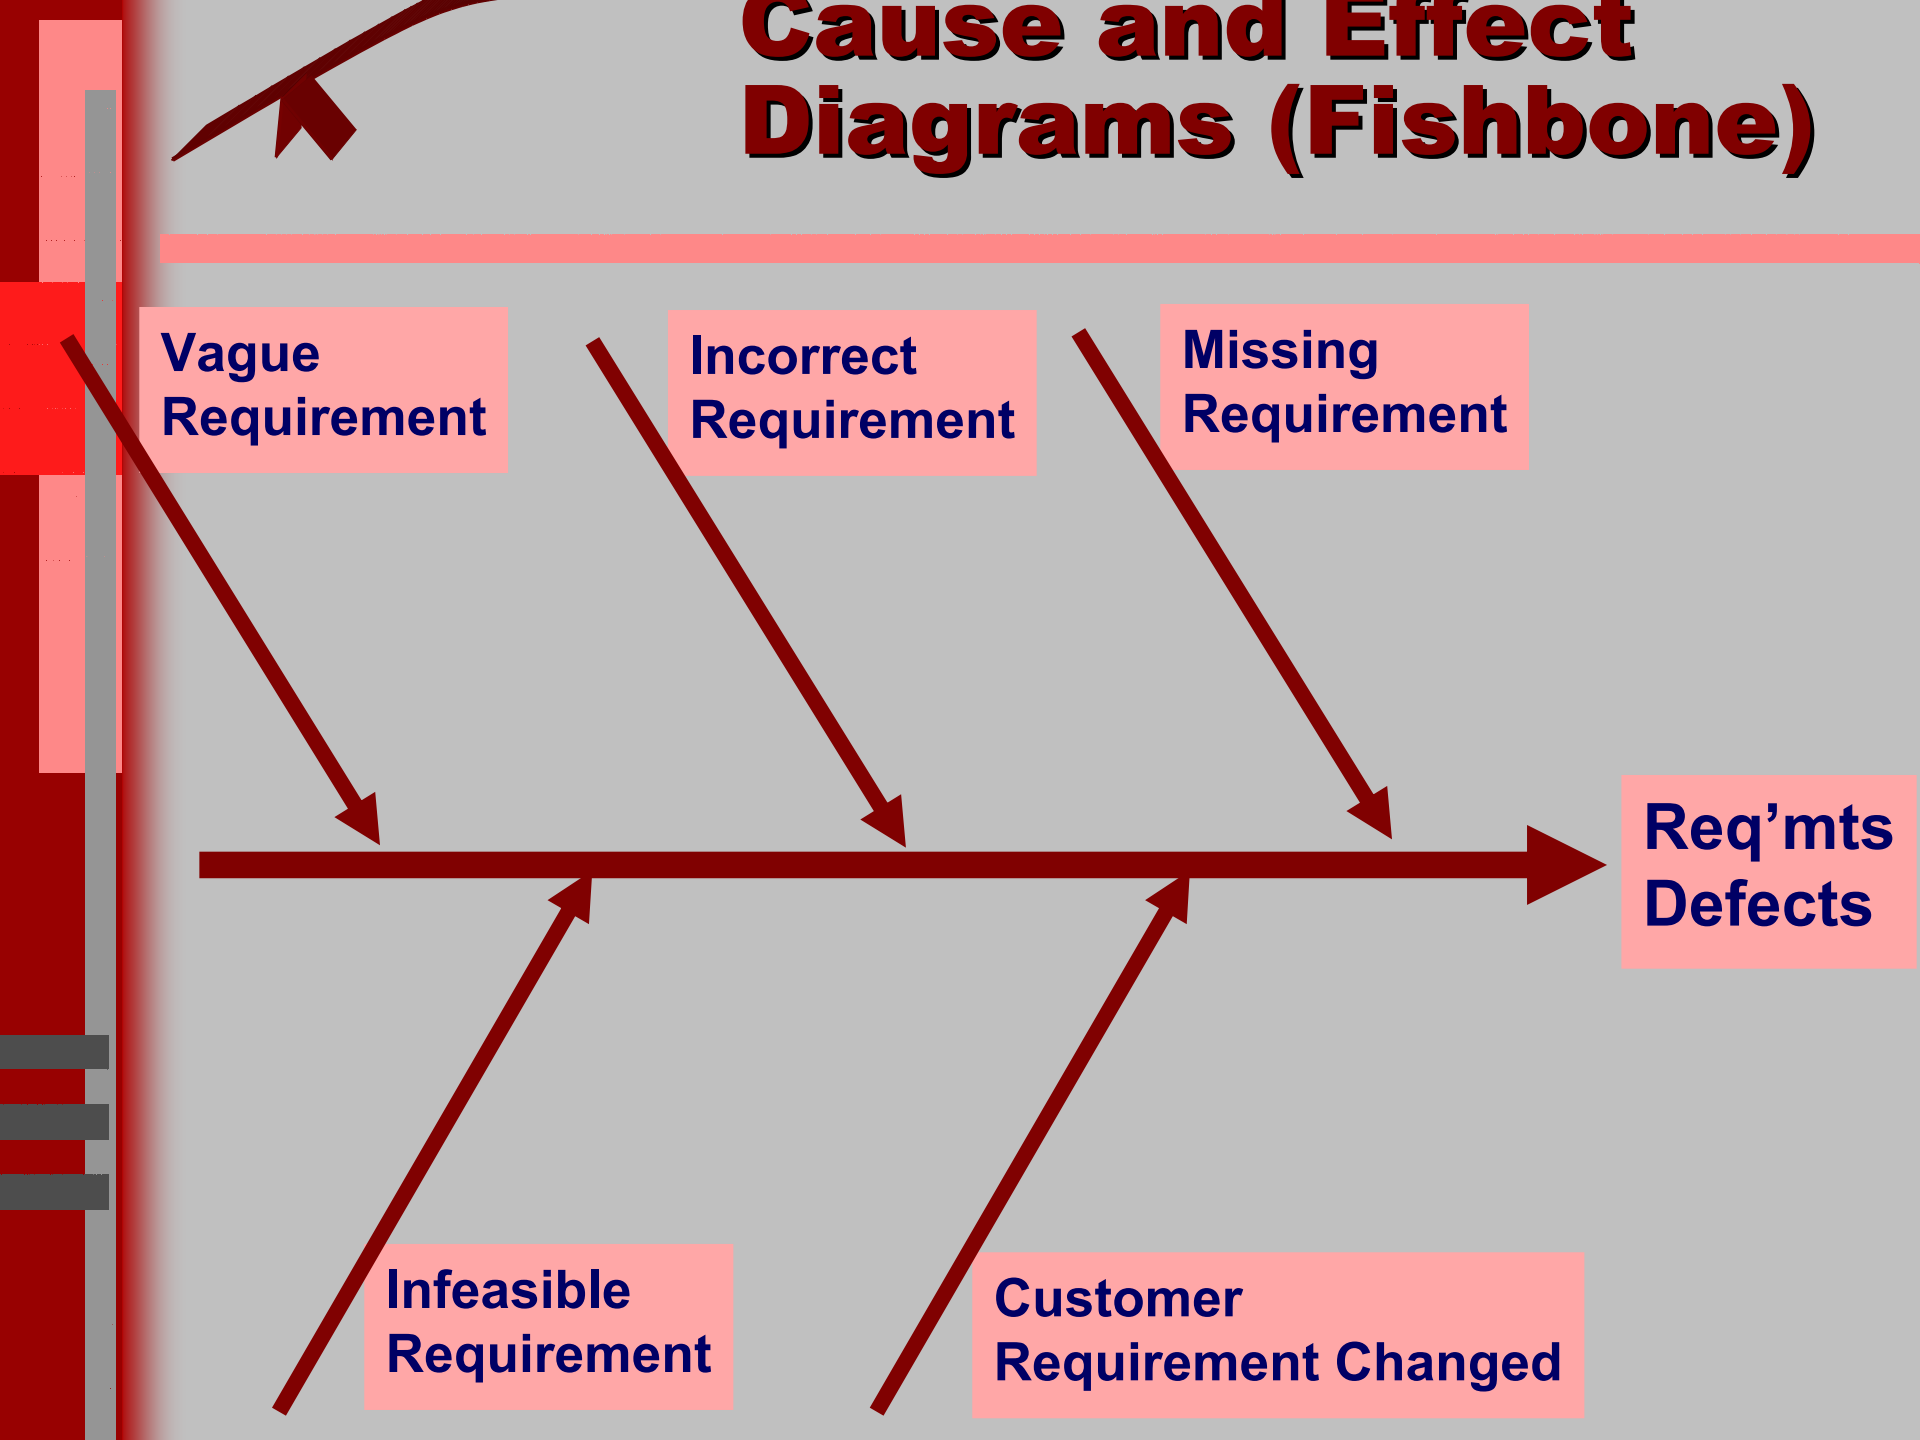 Cause and Effect
Diagrams (Fishbone)
Vague
Requirement
Incorrect
Requirement
Missing
Requirement
Req’mts
Defects
Infeasible
Requirement
Customer
Requirement Changed